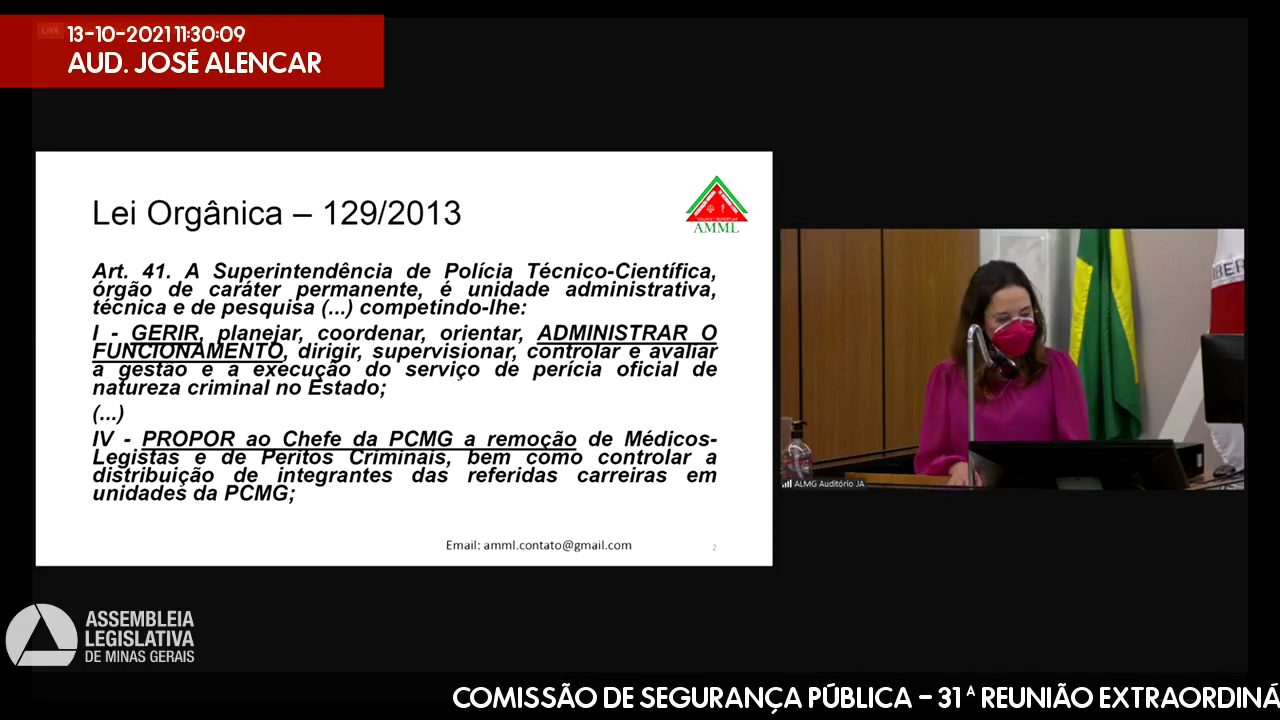 LIVE
13-10-2021 11:30:09
AUD. JOSÉ ALENCAR
Lei Orgânica – 129/2013
AMML
Art. 41. A Superintendência de Polícia Técnico-Científica,
órgão de caráter permanente, é unidade administrativa,
técnica e de pesquisa (...) competindo-lhe:
I - GERIR, planejar, coordenar, orientar, ADMINISTRAR O
FUNCIONAMENTO, dirigir, supervisionar, controlar e avaliar
a gestão e a execução do serviço de perícia oficial de
natureza criminal no Estado;
(...)
IV - PROPOR ao Chefe da PCMG a remoção de Médicos-
Legistas e de Peritos Criminais, bem como controlar a
distribuição de integrantes das referidas carreiras em
unidades da PCMG;
Email: amml.contato@gmail.com
2
IBER
ALMG Auditório JA
ASSEMBLEIA
LEGISLATIVA
DE MINAS GERAIS
COMISSÃO DE SEGURANÇA PÚBLICA – 31ª REUNIÃO EXTRAORDINÁ